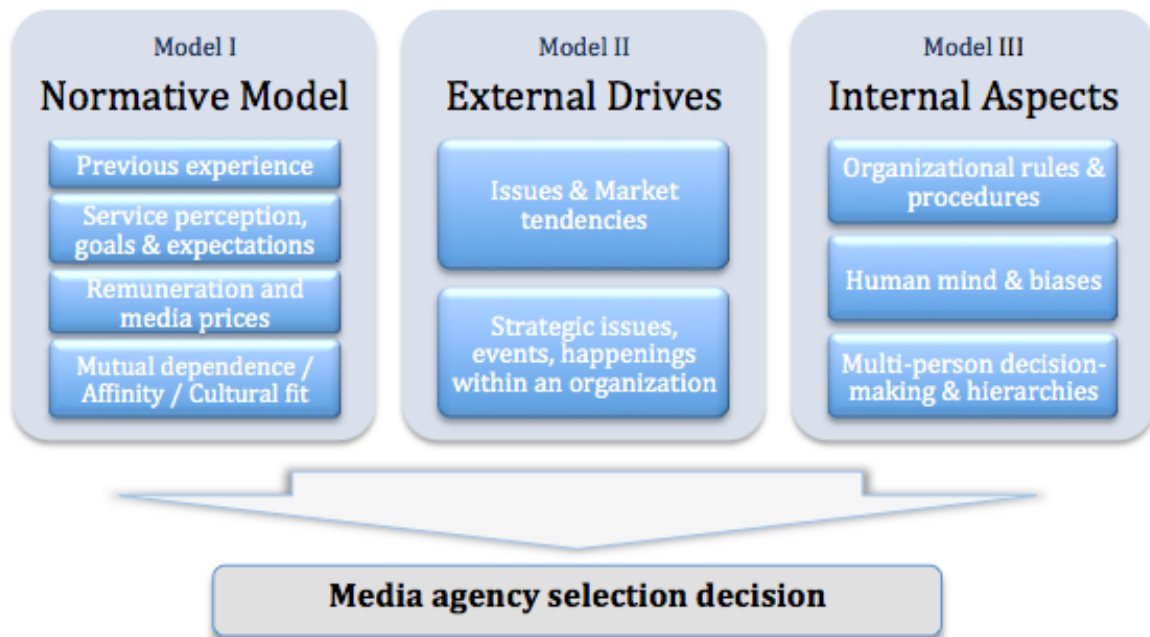 Model I
Normative Model
Previous experience
Service perception,
goals & expectations
Remuneration and
media prices
Mutual dependence /
Affinity / Cultural fit
Model II
External Drives
Issues & Market
tendencies
Strategic issues,
events, happenings
within an organization
Model III
Internal Aspects
Organizational rules &
procedures
Human mind & biases
Multi-person decision-
making & hierarchies
Media agency selection decision